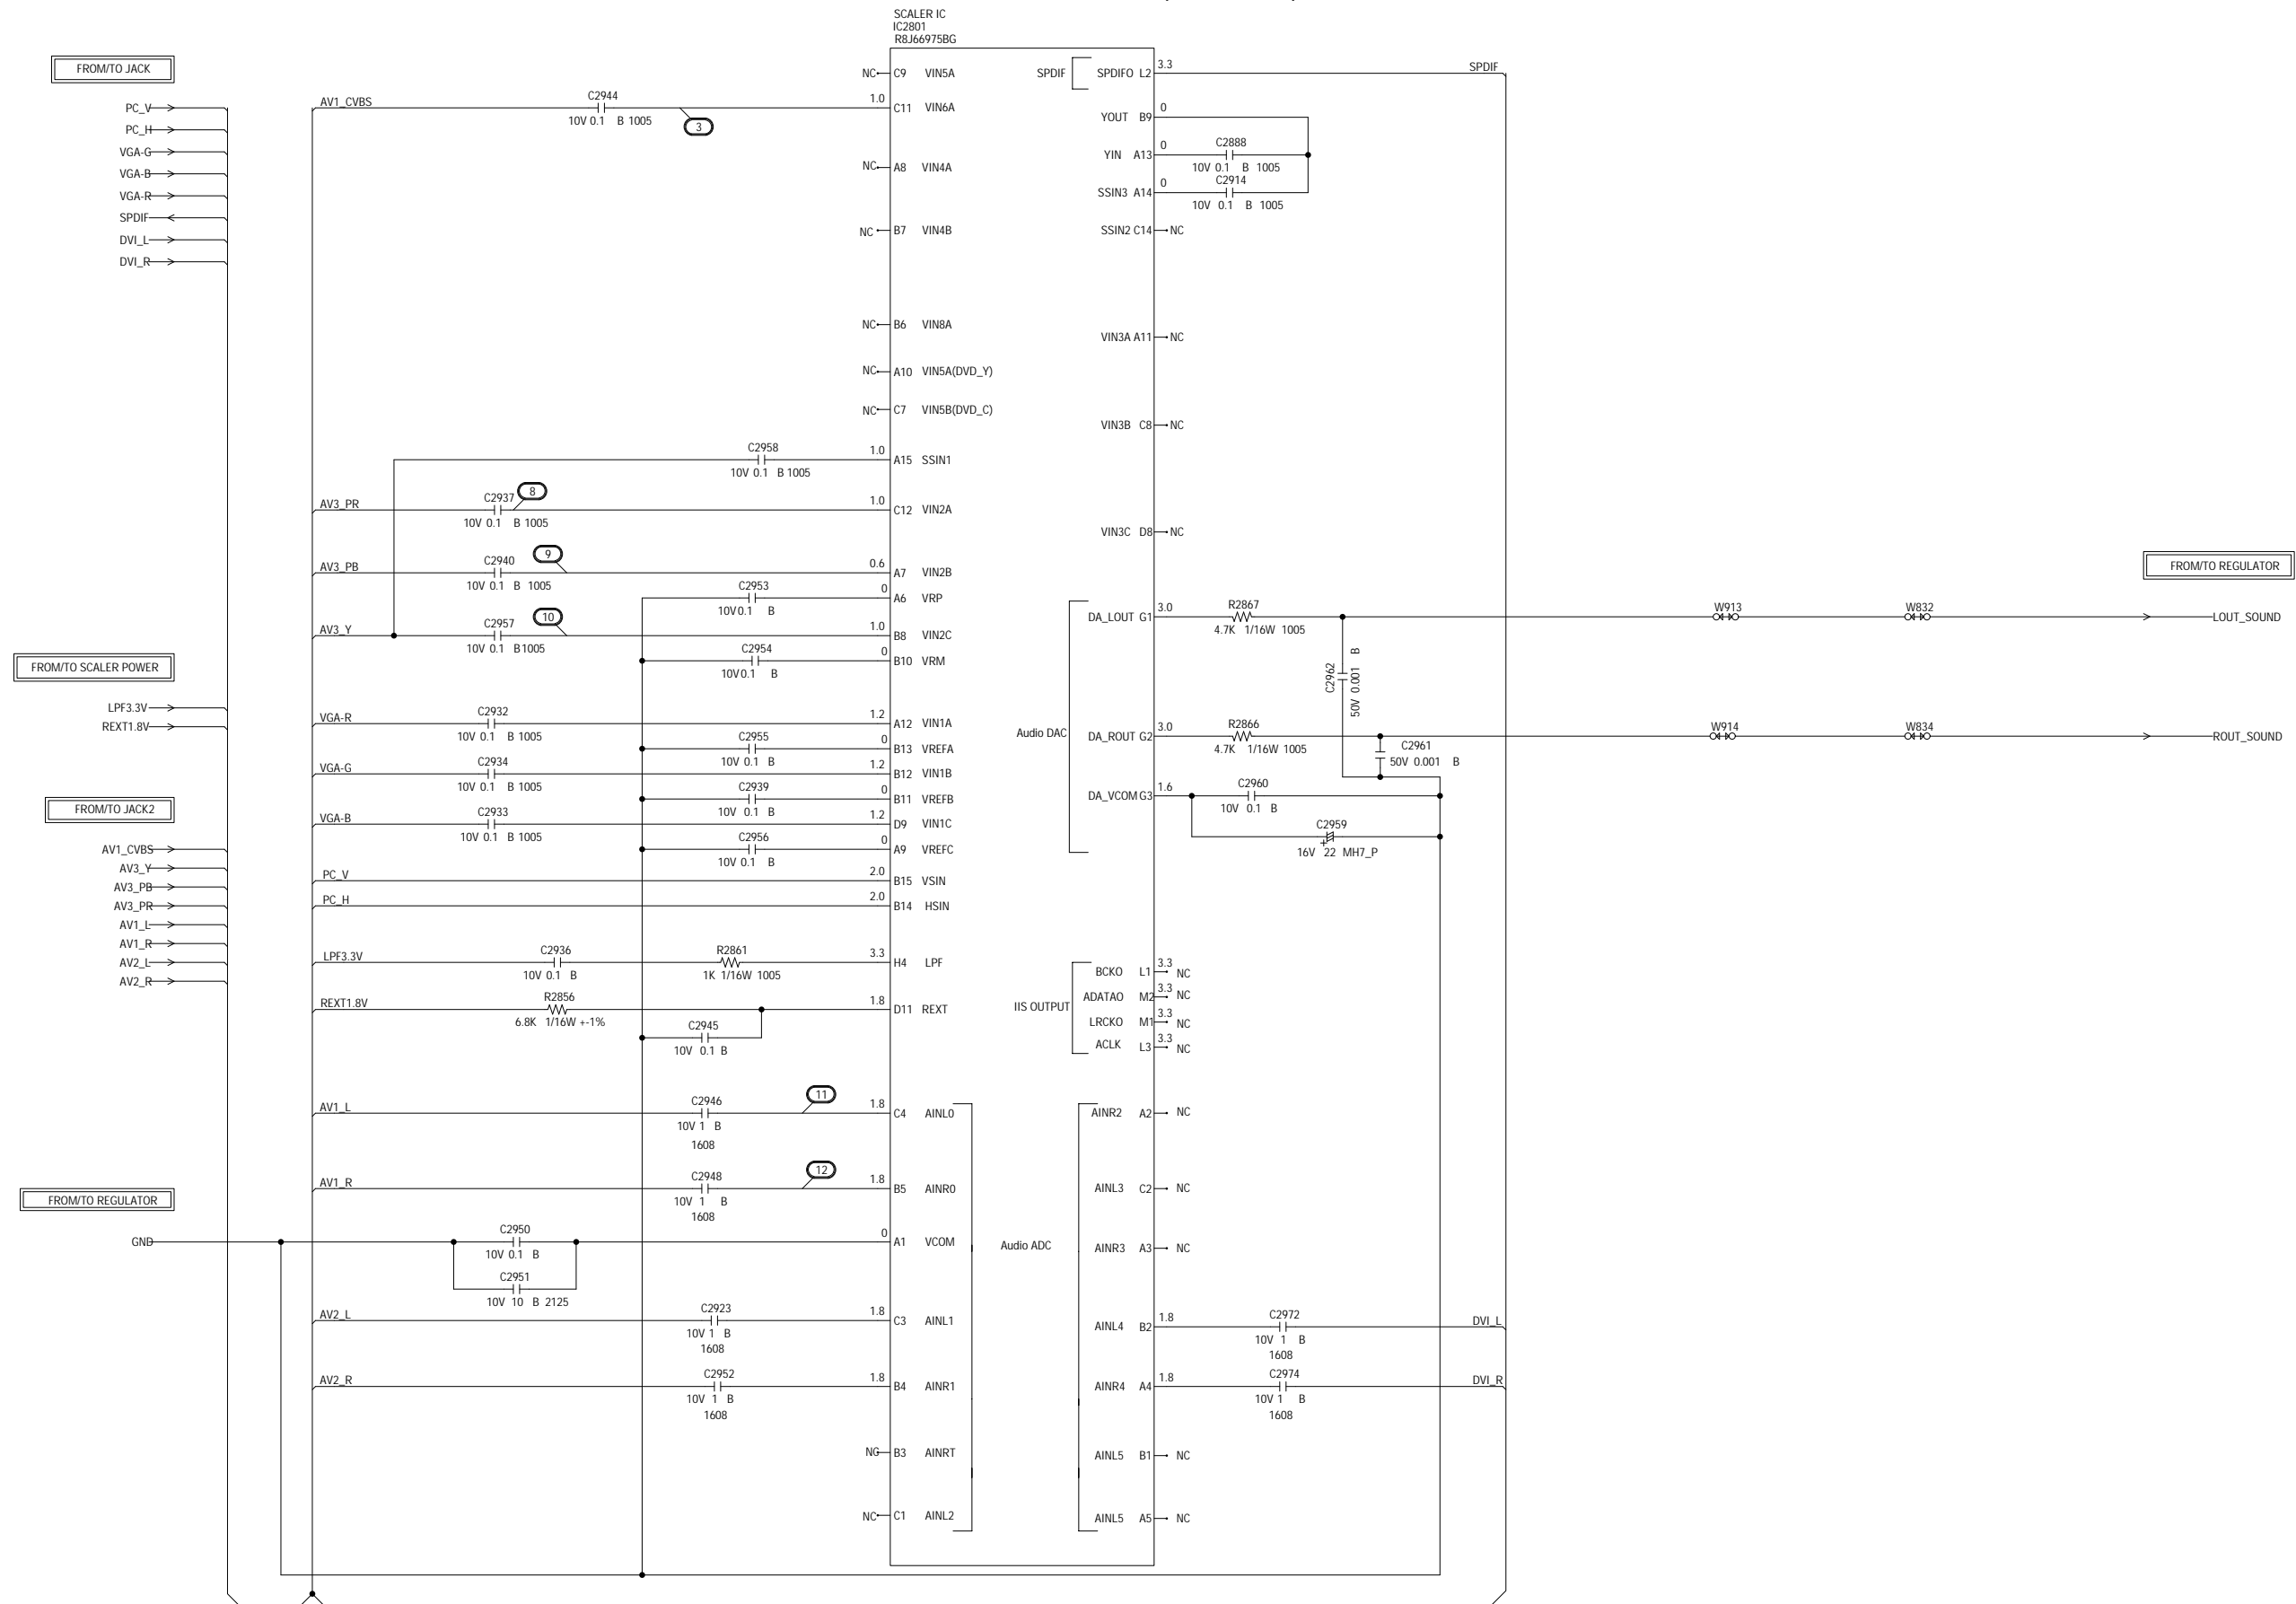 SCALER IC
IC2801
R8J66975BG
FROM/TO JACK
PC_V
PC_H
VGA-G
VGA-B
VGA-R
SPDIF
DVI_L
DVI_R
FROM/TO SCALER POWER
LPF3.3V
REXT1.8V
FROM/TO JACK2
AV1_CVBS
AV3_Y
AV3_PB
AV3_PR
AV1_L
AV1_R
AV2_L
AV2_R
FROM/TO REGULATOR
GND
NC C9 VIN5A
AV1_CVBS C2944 1.0 C11 VIN6A
10V 0.1 B 1005
3
NC A8 VIN4A
NC B7 VIN4B
NC B6 VIN8A
NC A10 VIN5A(DVD_Y)
NC C7 VIN5B(DVD_C)
C2958 1.0 A15 SSIN1
10V 0.1 B 1005
AV3_PR C2937 8 1.0 C12 VIN2A
10V 0.1 B 1005
AV3_PB C2940 9 0.6 A7 VIN2B
10V 0.1 B 1005
C2953 0 A6 VRP
10V 0.1 B
AV3_Y C2957 10 1.0 B8 VIN2C
10V 0.1 B1005
C2954 0 B10 VRM
10V 0.1 B
VGA-R C2932 1.2 A12 VIN1A
10V 0.1 B 1005
C2955 0 B13 VREFA
10V 0.1 B
VGA-G C2934 1.2 B12 VIN1B
10V 0.1 B 1005
C2939 0 B11 VREFB
10V 0.1 B
VGA-B C2933 1.2 D9 VIN1C
10V 0.1 B 1005
C2956 0 A9 VREFC
10V 0.1 B
PC_V 2.0 B15 VSIN
PC_H 2.0 B14 HSIN
LPF3.3V C2936 R2861 3.3 H4 LPF
10V 0.1 B 1K 1/16W 1005
REXT1.8V R2856 1.8 D11 REXT
6.8K 1/16W +-1%
C2945
10V 0.1 B
AV1_L C2946 11 1.8 C4 AINL0
10V 1 B
1608
AV1_R C2948 12 1.8 B5 AINR0
10V 1 B
1608
C2950 0 A1 VCOM
10V 0.1 B
C2951
10V 10 B 2125
AV2_L C2923 1.8 C3 AINL1
10V 1 B
1608
AV2_R C2952 1.8 B4 AINR1
10V 1 B
1608
NC B3 AINRT
NC C1 AINL2
Audio ADC
SPDIF SPDIFO L2 3.3 SPDIF
YOUT B9 0
YIN A13 0 C2888
10V 0.1 B 1005
SSIN3 A14 0 C2914
10V 0.1 B 1005
SSIN2 C14 NC
VIN3A A11 NC
VIN3B C8 NC
VIN3C D8 NC
FROM/TO REGULATOR
Audio DAC
DA_LOUT G1 3.0 R2867 W913 W832 LOUT_SOUND
4.7K 1/16W 1005
C2962
50V 0.001 B
DA_ROUT G2 3.0 R2866 W914 W834 ROUT_SOUND
4.7K 1/16W 1005
C2961
50V 0.001 B
DA_VCOM G3 1.6 C2960
10V 0.1 B
C2959
+
16V 22 MH7_P
IIS OUTPUT
BCKO L1 3.3 NC
ADATAO M2 3.3 NC
LRCKO M1 3.3 NC
ACLK L3 3.3 NC
AINR2 A2 NC
AINL3 C2 NC
AINR3 A3 NC
AINL4 B2 1.8 C2972 DVI_L
10V 1 B
1608
AINR4 A4 1.8 C2974 DVI_R
10V 1 B
1608
AINL5 B1 NC
AINL5 A5 NC